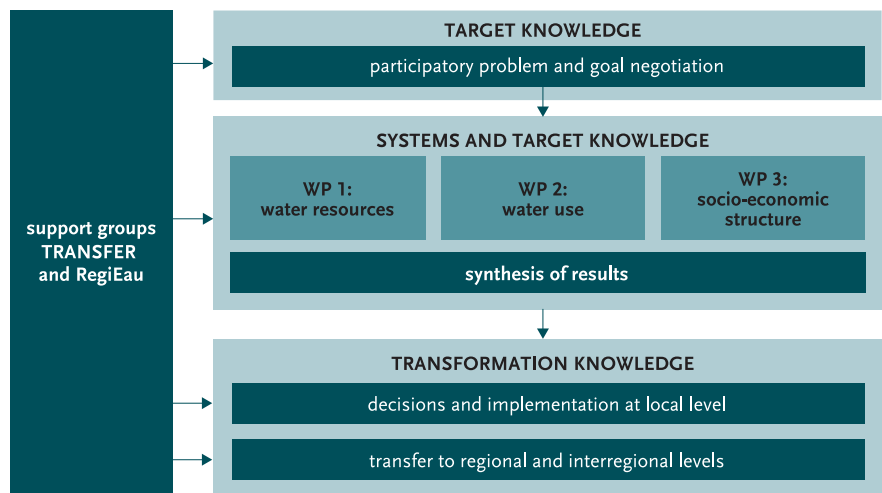 support groups
TRANSFER
and RegiEau
TARGET KNOWLEDGE
participatory problem and goal negotiation
SYSTEMS AND TARGET KNOWLEDGE
WP 1:
water resources
WP 2:
water use
WP 3:
socio-economic
structure
synthesis of results
TRANSFORMATION KNOWLEDGE
decisions and implementation at local level
transfer to regional and interregional levels